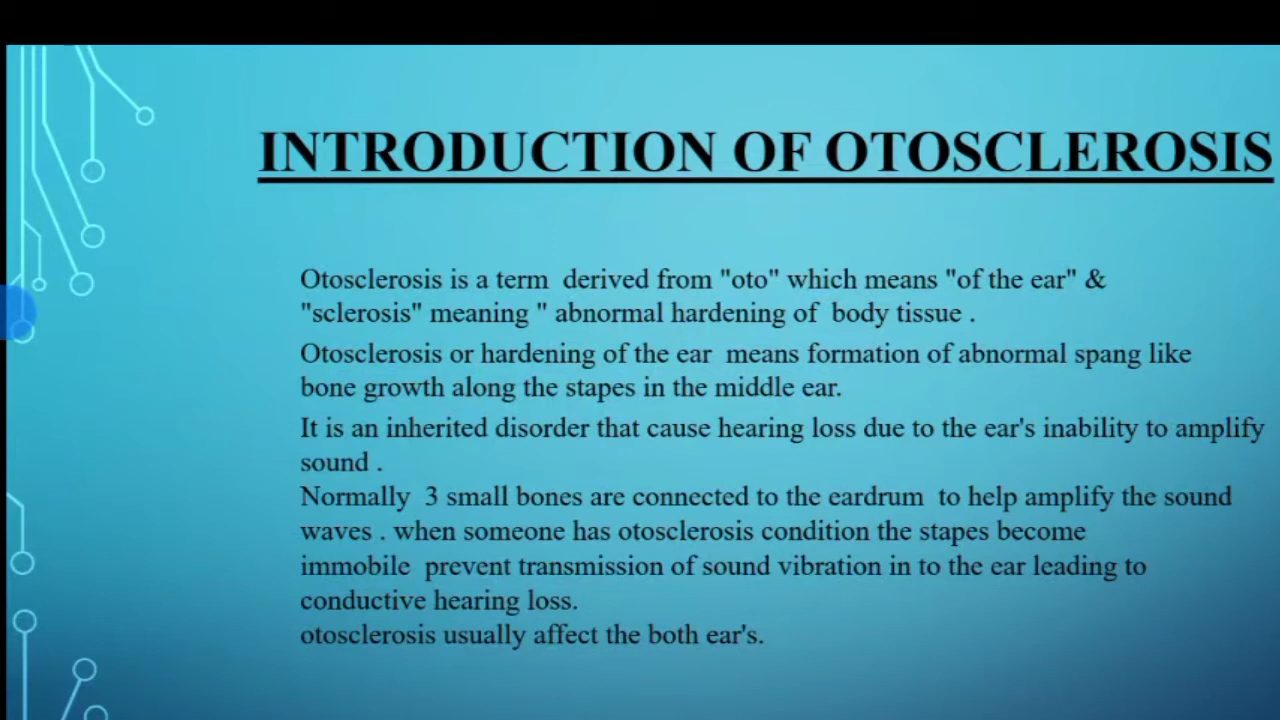 INTRODUCTION OF OTOSCLEROSIS
Otosclerosis is a term derived from "oto" which means "of the ear" &
"sclerosis" meaning " abnormal hardening of body tissue .
Otosclerosis or hardening of the ear means formation of abnormal spang like
bone growth along the stapes in the middle ear.
It is an inherited disorder that cause hearing loss due to the ear's inability to amplify
sound .
Normally 3 small bones are connected to the eardrum to help amplify the sound
waves . when someone has otosclerosis condition the stapes become
immobile prevent transmission of sound vibration in to the ear leading to
conductive hearing loss.
otosclerosis usually affect the both ear's.